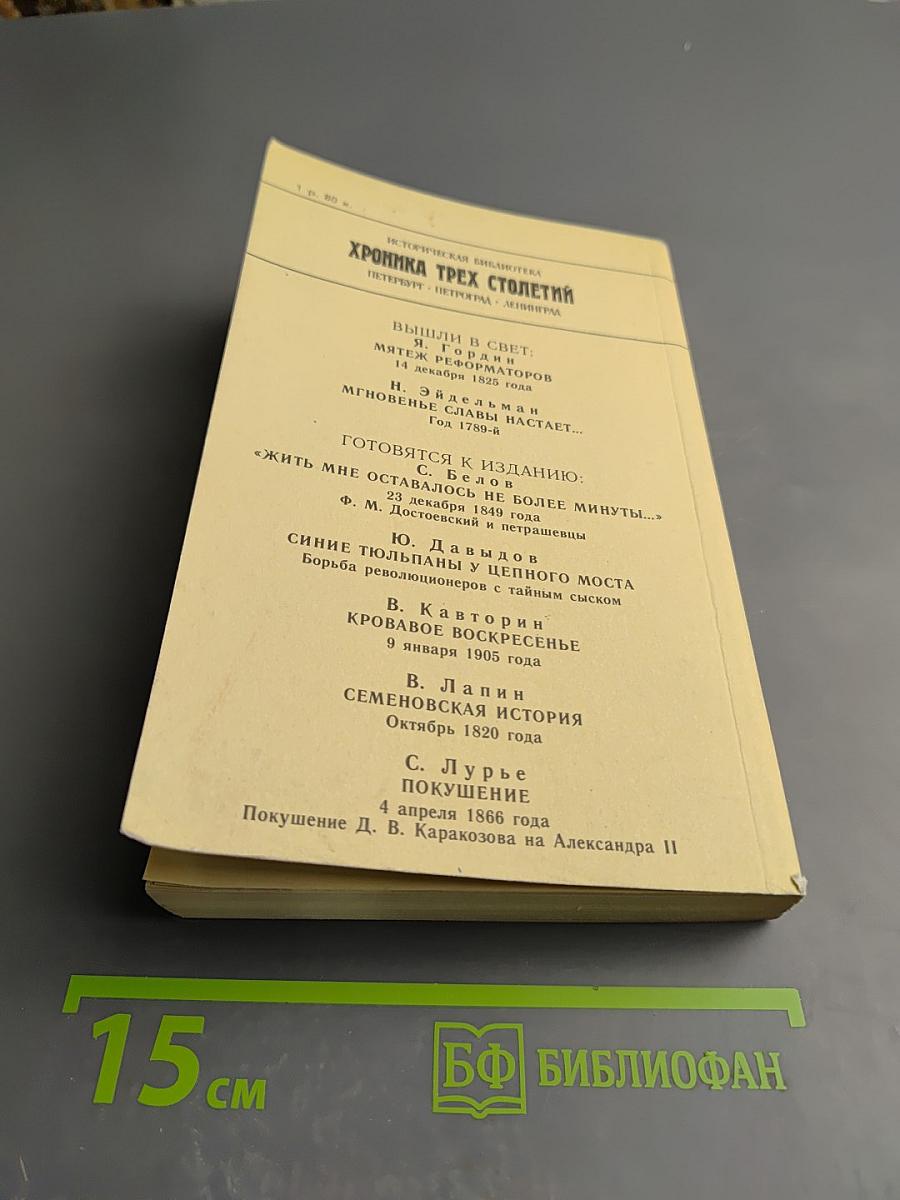 1 р. 80 к.
ИСТОРИЧЕСКАЯ БИБЛИОТЕКА
ХРОНИКА ТРЕХ СТОЛЕТИЙ
ПЕТЕРБУРГ · ПЕТРОГРАД · ЛЕНИНГРАД
ВЫШЛИ В СВЕТ:
Я. Гордин
МЯТЕЖ РЕФОРМАТОРОВ
14 декабря 1825 года
Н. Эйдельман
МГНОВЕНЬЕ СЛАВЫ НАСТАЕТ...
Год 1789-й
ГОТОВЯТСЯ К ИЗДАНИЮ:
С. Белов
«ЖИТЬ МНЕ ОСТАВАЛОСЬ НЕ БОЛЕЕ МИНУТЫ...»
23 декабря 1849 года
Ф. М. Достоевский и петрашевцы
Ю. Давыдов
СИНИЕ ТЮЛЬПАНЫ У ЦЕПНОГО МОСТА
Борьба революционеров с тайным сыском
В. Кавторин
КРОВАВОЕ ВОСКРЕСЕНЬЕ
9 января 1905 года
В. Лапин
СЕМЕНОВСКАЯ ИСТОРИЯ
Октябрь 1820 года
С. Лурье
ПОКУШЕНИЕ
4 апреля 1866 года
Покушение Д. В. Каракозова на Александра II
15 см
БФ БИБЛИОФАН